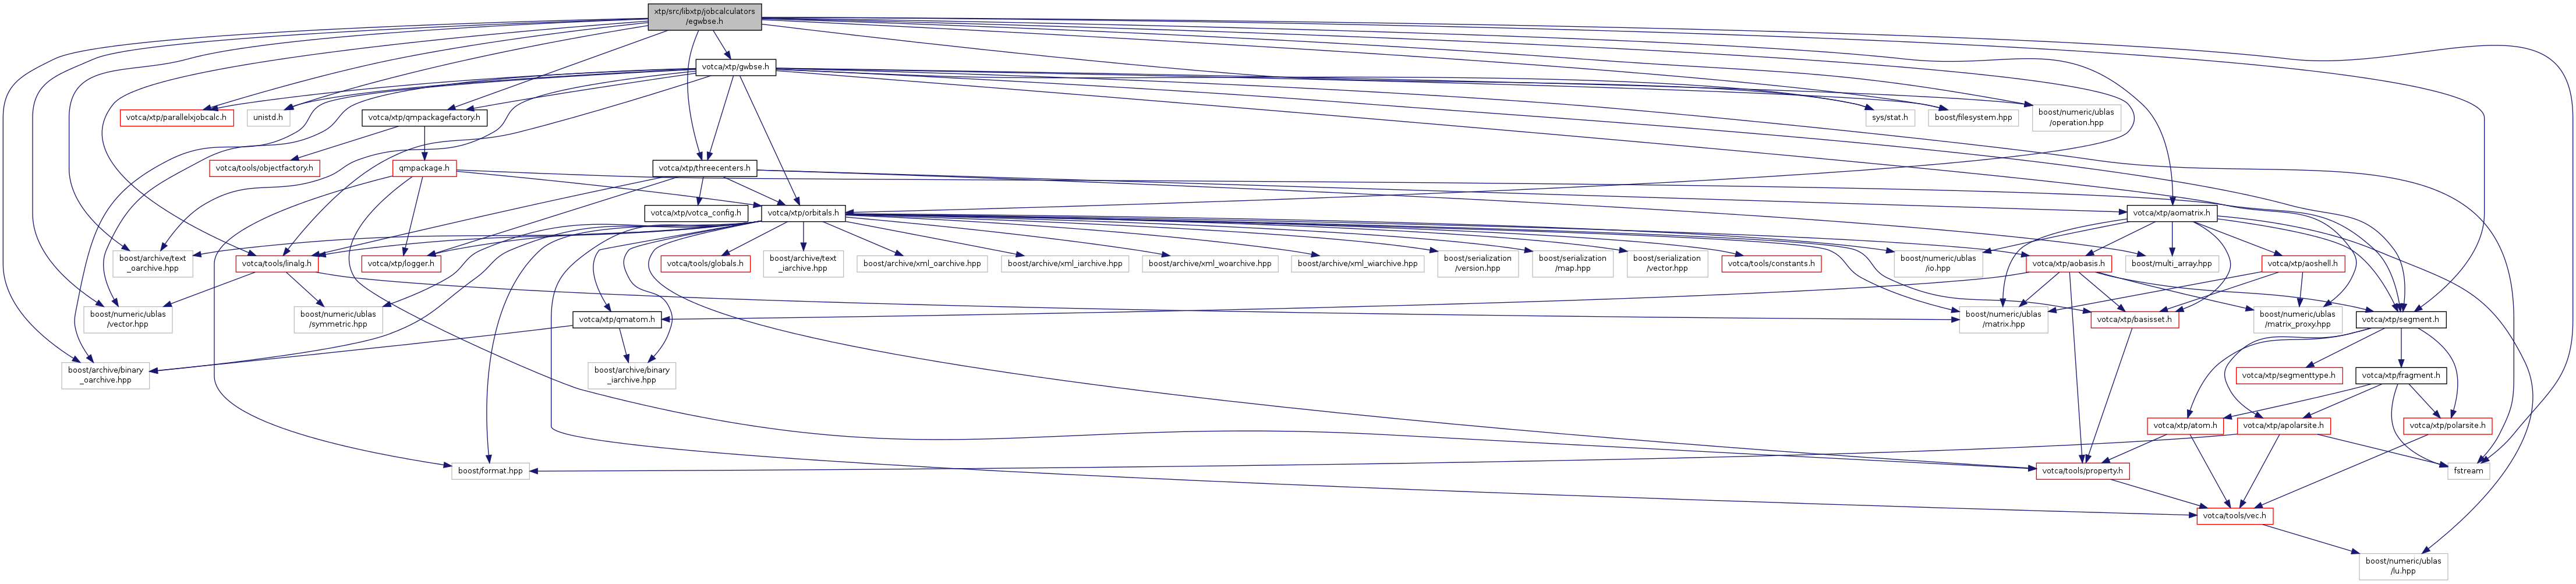 xtp/src/libxtp/jobcalculators
/egwbse.h
votca/xtp/gwbse.h
votca/xtp/parallelxjobcalc.h
unistd.h
votca/xtp/qmpackagefactory.h
sys/stat.h
boost/filesystem.hpp
boost/numeric/ublas
/operation.hpp
votca/tools/objectfactory.h
qmpackage.h
votca/xtp/threecenters.h
votca/xtp/votca_config.h
votca/xtp/orbitals.h
votca/xtp/aomatrix.h
boost/archive/text
_oarchive.hpp
votca/tools/linalg.h
votca/xtp/logger.h
votca/tools/globals.h
boost/archive/text
_iarchive.hpp
boost/archive/xml_oarchive.hpp
boost/archive/xml_iarchive.hpp
boost/archive/xml_woarchive.hpp
boost/archive/xml_wiarchive.hpp
boost/serialization
/version.hpp
boost/serialization
/map.hpp
boost/serialization
/vector.hpp
votca/tools/constants.h
boost/numeric/ublas
/io.hpp
votca/xtp/aobasis.h
boost/multi_array.hpp
votca/xtp/aoshell.h
boost/numeric/ublas
/vector.hpp
boost/numeric/ublas
/symmetric.hpp
votca/xtp/qmatom.h
boost/numeric/ublas
/matrix.hpp
votca/xtp/basisset.h
boost/numeric/ublas
/matrix_proxy.hpp
votca/xtp/segment.h
boost/archive/binary
_oarchive.hpp
boost/archive/binary
_iarchive.hpp
votca/xtp/segmenttype.h
votca/xtp/fragment.h
votca/xtp/atom.h
votca/xtp/apolarsite.h
votca/xtp/polarsite.h
boost/format.hpp
votca/tools/property.h
fstream
votca/tools/vec.h
boost/numeric/ublas
/lu.hpp